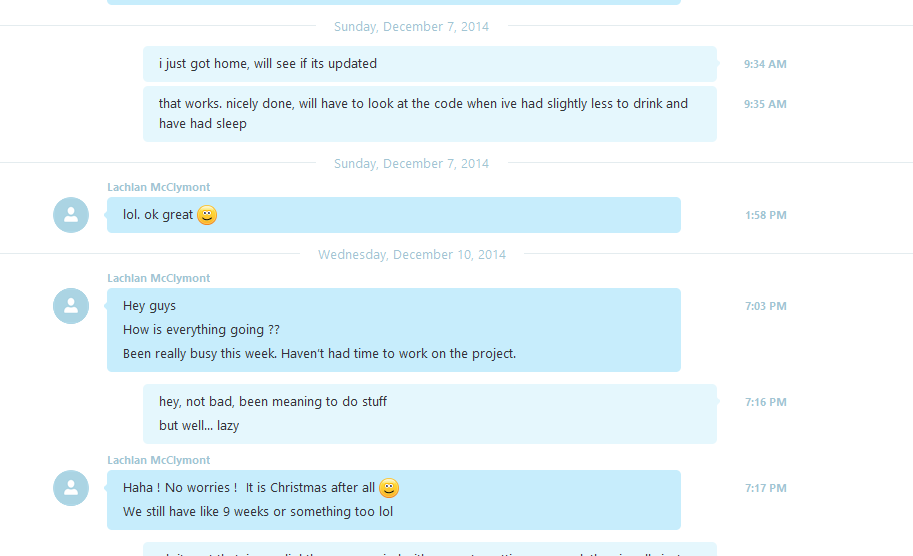 Sunday, December 7, 2014
i just got home, will see if its updated
9:34 AM
that works. nicely done, will have to look at the code when ive had slightly less to drink and
have had sleep
9:35 AM
Sunday, December 7, 2014
Lachlan McClymont
lol. ok great
1:58 PM
Wednesday, December 10, 2014
Lachlan McClymont
Hey guys
7:03 PM
How is everything going ??
Been really busy this week. Haven't had time to work on the project.
hey, not bad, been meaning to do stuff
7:16 PM
but well... lazy
Lachlan McClymont
Haha ! No worries !  It is Christmas after all
7:17 PM
We still have like 9 weeks or something too lol